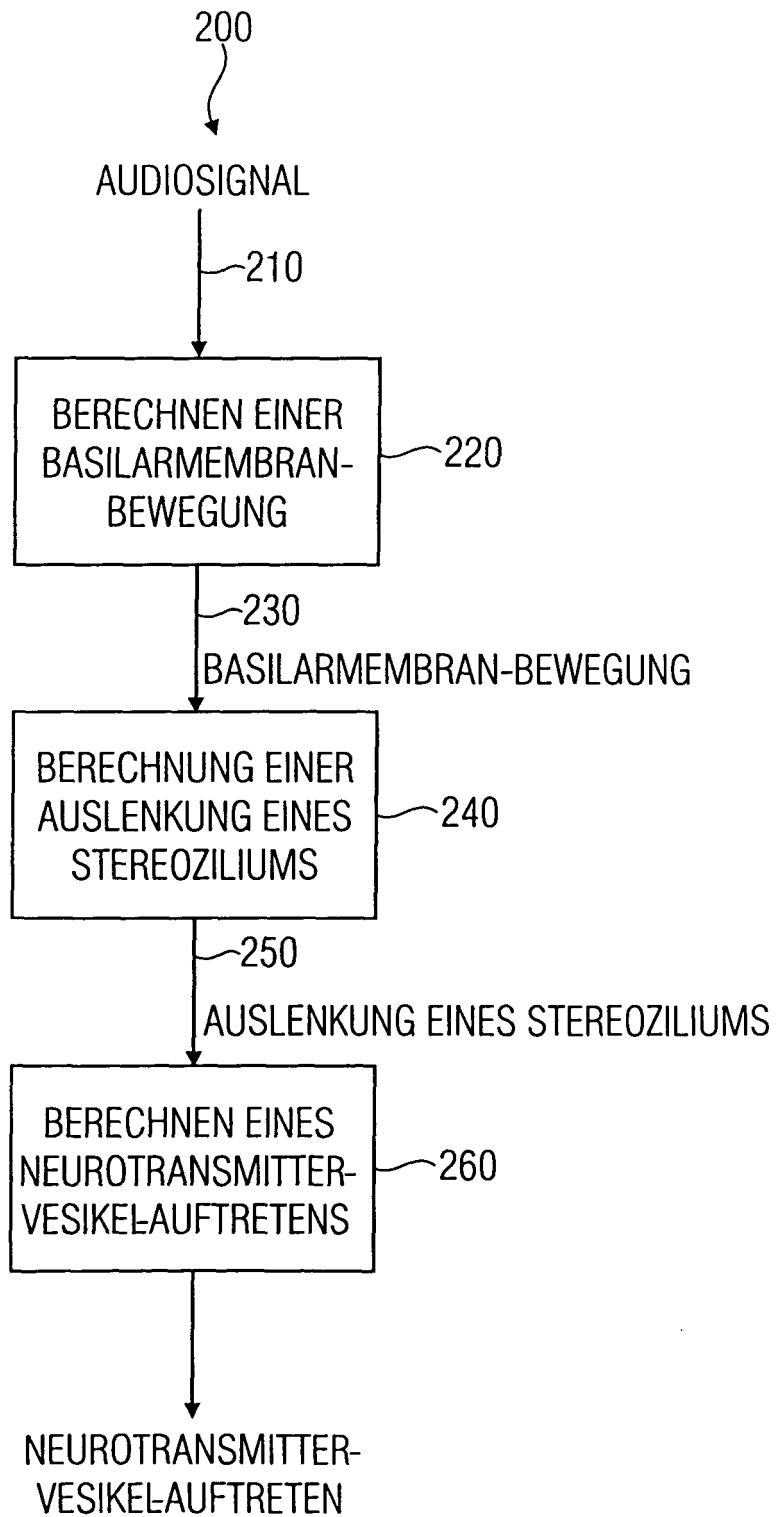 200
AUDIOSIGNAL
210
BERECHNEN EINER
BASILARMEMBRAN-
BEWEGUNG
220
230
BASILARMEMBRAN-BEWEGUNG
BERECHNUNG EINER
AUSLENKUNG EINES
STEREOZILIUMS
240
250
AUSLENKUNG EINES STEREOZILIUMS
BERECHNEN EINES
NEUROTRANSMITTER-
VESIKEL-AUFTRETENS
260
NEUROTRANSMITTER-
VESIKEL-AUFTRETEN